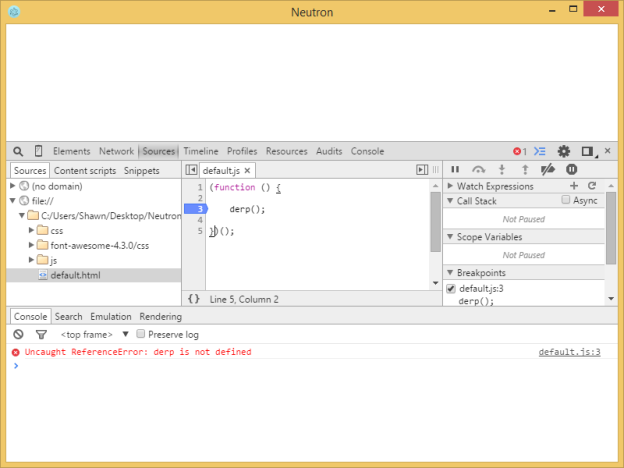 Neutron
Elements Network Sources Timeline Profiles Resources Audits Console 1
Sources Content scripts Snippets
(no domain)
file://
C:/Users/Shawn/Desktop/Neutron
css
font-awesome-4.3.0/css
js
default.html
default.js
1 (function () {
2
3 derp();
4
5 })();
{} Line 5, Column 2
Watch Expressions
Call Stack Async
Not Paused
Scope Variables
Not Paused
Breakpoints
default.js:3
derp();
Console Search Emulation Rendering
<top frame> Preserve log
Uncaught ReferenceError: derp is not defined default.js:3